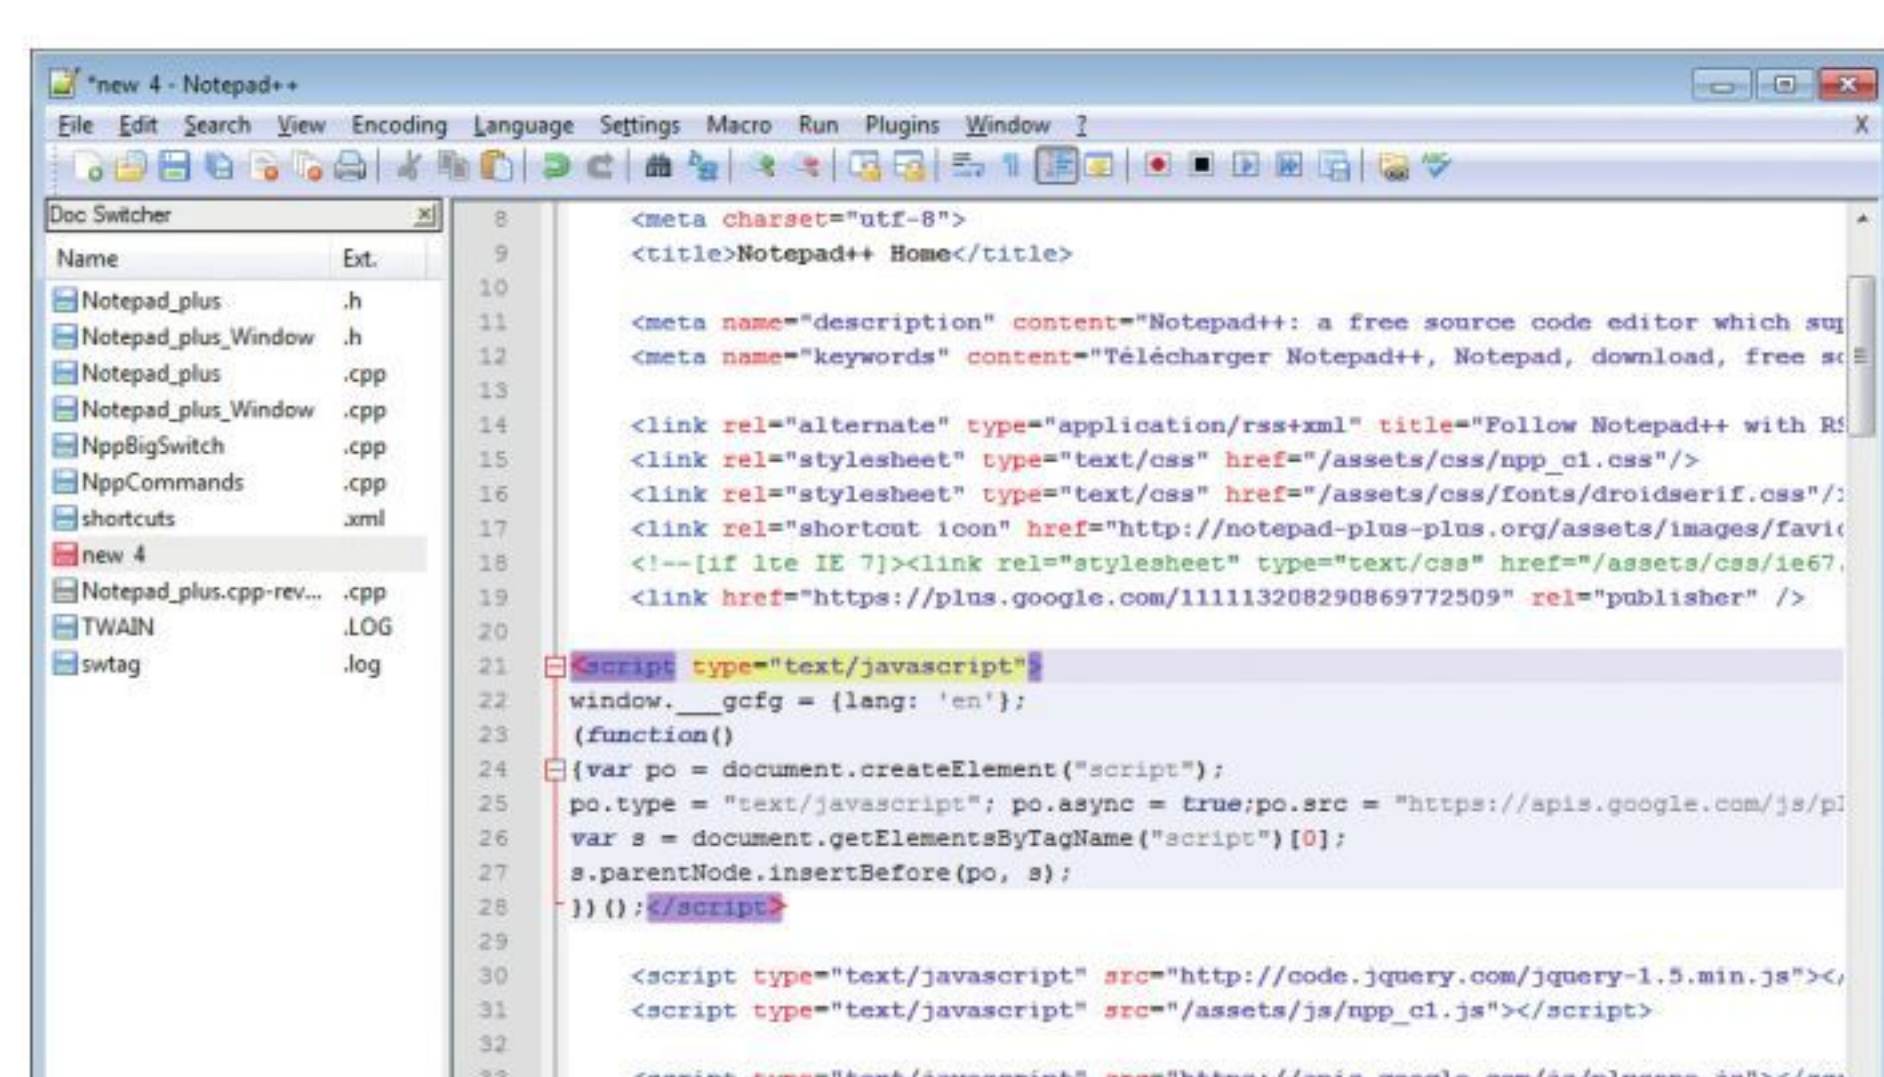 *new 4 - Notepad++
File Edit Search View Encoding Language Settings Macro Run Plugins Window ? X
Doc Switcher
Name Ext.
Notepad_plus .h
Notepad_plus_Window .h
Notepad_plus .cpp
Notepad_plus_Window .cpp
NppBigSwitch .cpp
NppCommands .cpp
shortcuts .xml
new 4
Notepad_plus.cpp-rev... .cpp
TWAIN .LOG
swtag .log
8 <meta charset="utf-8">
9 <title>Notepad++ Home</title>
10
11 <meta name="description" content="Notepad++: a free source code editor which sup
12 <meta name="keywords" content="Télécharger Notepad++, Notepad, download, free so
13
14 <link rel="alternate" type="application/rss+xml" title="Follow Notepad++ with RS
15 <link rel="stylesheet" type="text/css" href="/assets/css/npp_c1.css"/>
16 <link rel="stylesheet" type="text/css" href="/assets/css/fonts/droidserif.css"/>
17 <link rel="shortcut icon" href="http://notepad-plus-plus.org/assets/images/favic
18 <!--[if lte IE 7]><link rel="stylesheet" type="text/css" href="/assets/css/ie67.
19 <link href="https://plus.google.com/111113208290869772509" rel="publisher" />
20
21 <script type="text/javascript">
22 window.___gcfg = {lang: 'en'};
23 (function()
24 {var po = document.createElement("script");
25 po.type = "text/javascript"; po.async = true;po.src = "https://apis.google.com/js/pl
26 var s = document.getElementsByTagName("script")[0];
27 s.parentNode.insertBefore(po, s);
28 })();</script>
29
30 <script type="text/javascript" src="http://code.jquery.com/jquery-1.5.min.js"></
31 <script type="text/javascript" src="/assets/js/npp_c1.js"></script>
32